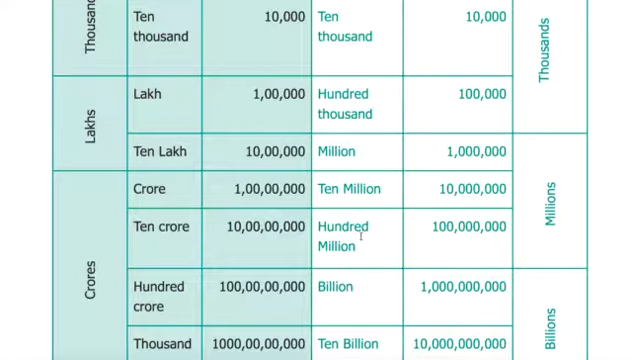 Thousands
Ten thousand 10,000 Ten thousand 10,000
Thousands
Lakhs
Lakh 1,00,000 Hundred thousand 100,000
Ten Lakh 10,00,000 Million 1,000,000
Crores
Crore 1,00,00,000 Ten Million 10,000,000
Millions
Ten crore 10,00,00,000 Hundred Million 100,000,000
Hundred crore 100,00,00,000 Billion 1,000,000,000
Billions
Thousand 1000,00,00,000 Ten Billion 10,000,000,000